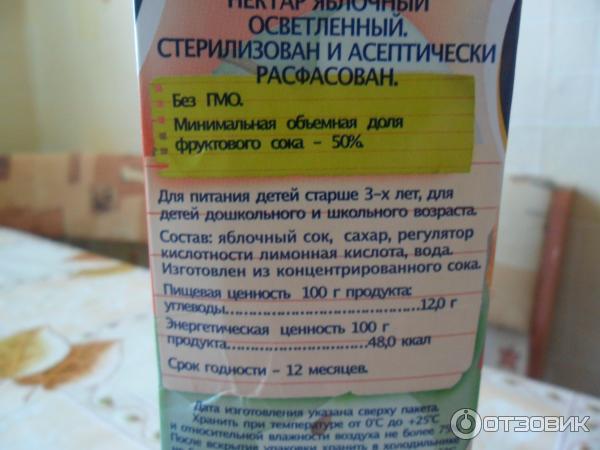 НЕКТАР ЯБЛОЧНЫЙ
ОСВЕТЛЕННЫЙ.
СТЕРИЛИЗОВАН И АСЕПТИЧЕСКИ
РАСФАСОВАН.
Без ГМО.
Минимальная объемная доля
фруктового сока – 50%.
Для питания детей старше 3-х лет, для
детей дошкольного и школьного возраста.
Состав: яблочный сок, сахар, регулятор
кислотности лимонная кислота, вода.
Изготовлен из концентрированного сока.
Пищевая ценность 100 г продукта:
углеводы.................................................12,0 г
Энергетическая ценность 100 г
продукта...................................48,0 ккал
Срок годности – 12 месяцев.
Дата изготовления указана сверху пакета.
Хранить при температуре от 0°С до +25°С
и относительной влажности воздуха не более 75
После вскрытия упаковки хранить в холодильнике
ОТЗОВИК